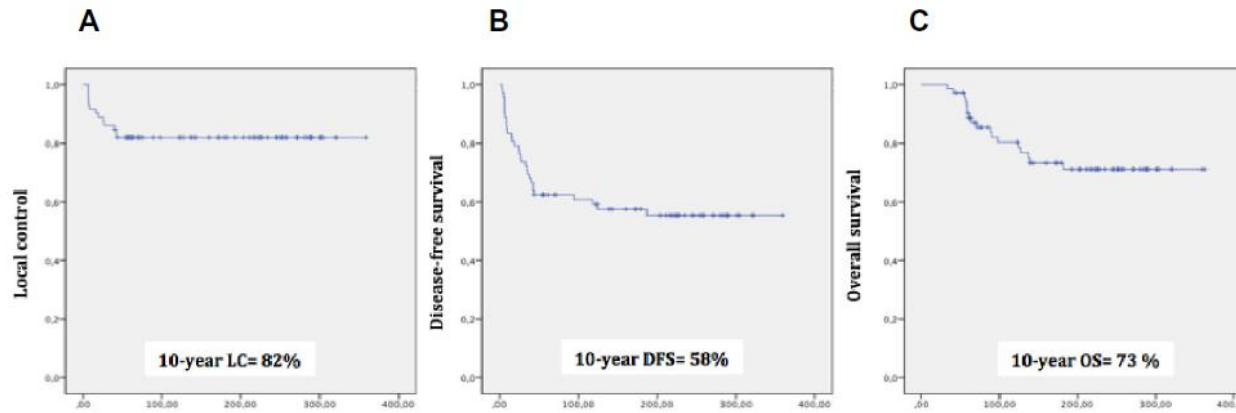 A
B
C
Local control
1,0
0,8
0,6
0,4
0,2
0,0
10-year LC= 82%
,00 100,00 200,00 300,00 400,00
Disease-free survival
1,0
0,8
0,6
0,4
0,2
0,0
10-year DFS= 58%
,00 100,00 200,00 300,00 400,00
Overall survival
1,0
0,8
0,6
0,4
0,2
0,0
10-year OS= 73 %
,00 100,00 200,00 300,00 400,0